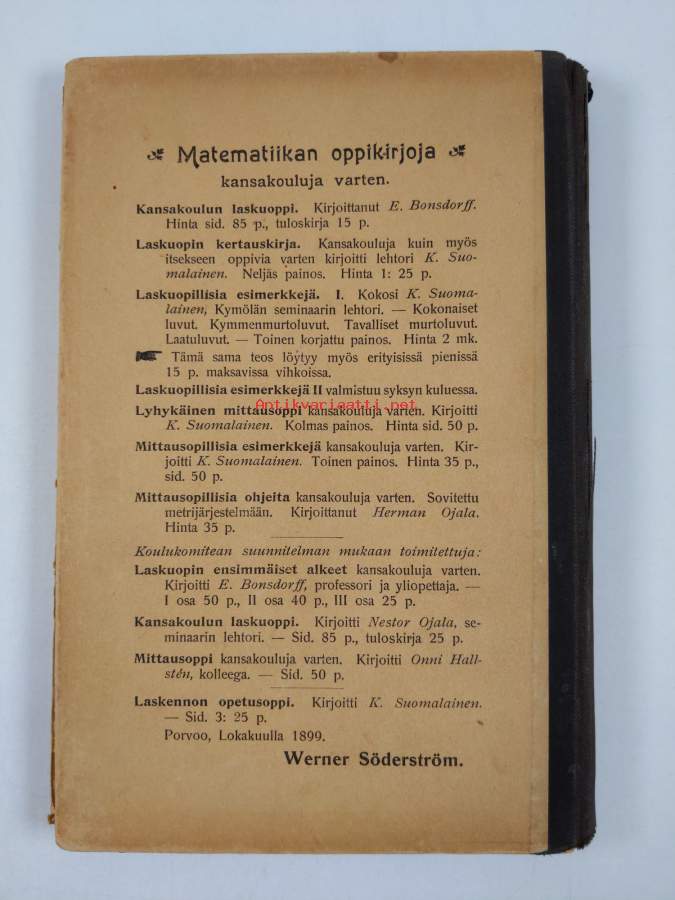 Matematiikan oppikirjoja
kansakouluja varten.
Kansakoulun laskuoppi. Kirjoittanut E. Bonsdorff.
Hinta sid. 85 p., tuloskirja 15 p.
Laskuopin kertauskirja. Kansakouluja kuin myös
itsekseen oppivia varten kirjoitti lehtori K. Suo-
malainen. Neljäs painos. Hinta 1: 25 p.
Laskuopillisia esimerkkejä. I. Kokosi K. Suoma-
lainen, Kymölän seminaarin lehtori. — Kokonaiset
luvut. Kymmenmurtoluvut. Tavalliset murtoluvut.
Laatuluvut. — Toinen korjattu painos. Hinta 2 mk.
Tämä sama teos löytyy myös erityisissä pienissä
15 p. maksavissa vihkoissa.
Laskuopillisia esimerkkejä II valmistuu syksyn kuluessa.
Antikvariaatti.net
Lyhykäinen mittausoppi kansakouluja varten. Kirjoitti
K. Suomalainen. Kolmas painos. Hinta sid. 50 p.
Mittausopillisia esimerkkejä kansakouluja varten. Kir-
joitti K. Suomalainen. Toinen painos. Hinta 35 p.,
sid. 50 p.
Mittausopillisia ohjeita kansakouluja varten. Sovitettu
metrijärjestelmään. Kirjoittanut Herman Ojala.
Hinta 35 p.
Koulukomitean suunnitelman mukaan toimitettuja:
Laskuopin ensimmäiset alkeet kansakouluja varten.
Kirjoitti E. Bonsdorff, professori ja yliopettaja. —
I osa 50 p., II osa 40 p., III osa 25 p.
Kansakoulun laskuoppi. Kirjoitti Nestor Ojala, se-
minaarin lehtori. — Sid. 85 p., tuloskirja 25 p.
Mittausoppi kansakouluja varten. Kirjoitti Onni Hall-
stén, kolleega. — Sid. 50 p.
Laskennon opetusoppi. Kirjoitti K. Suomalainen.
— Sid. 3: 25 p.
Porvoo, Lokakuulla 1899.
Werner Söderström.